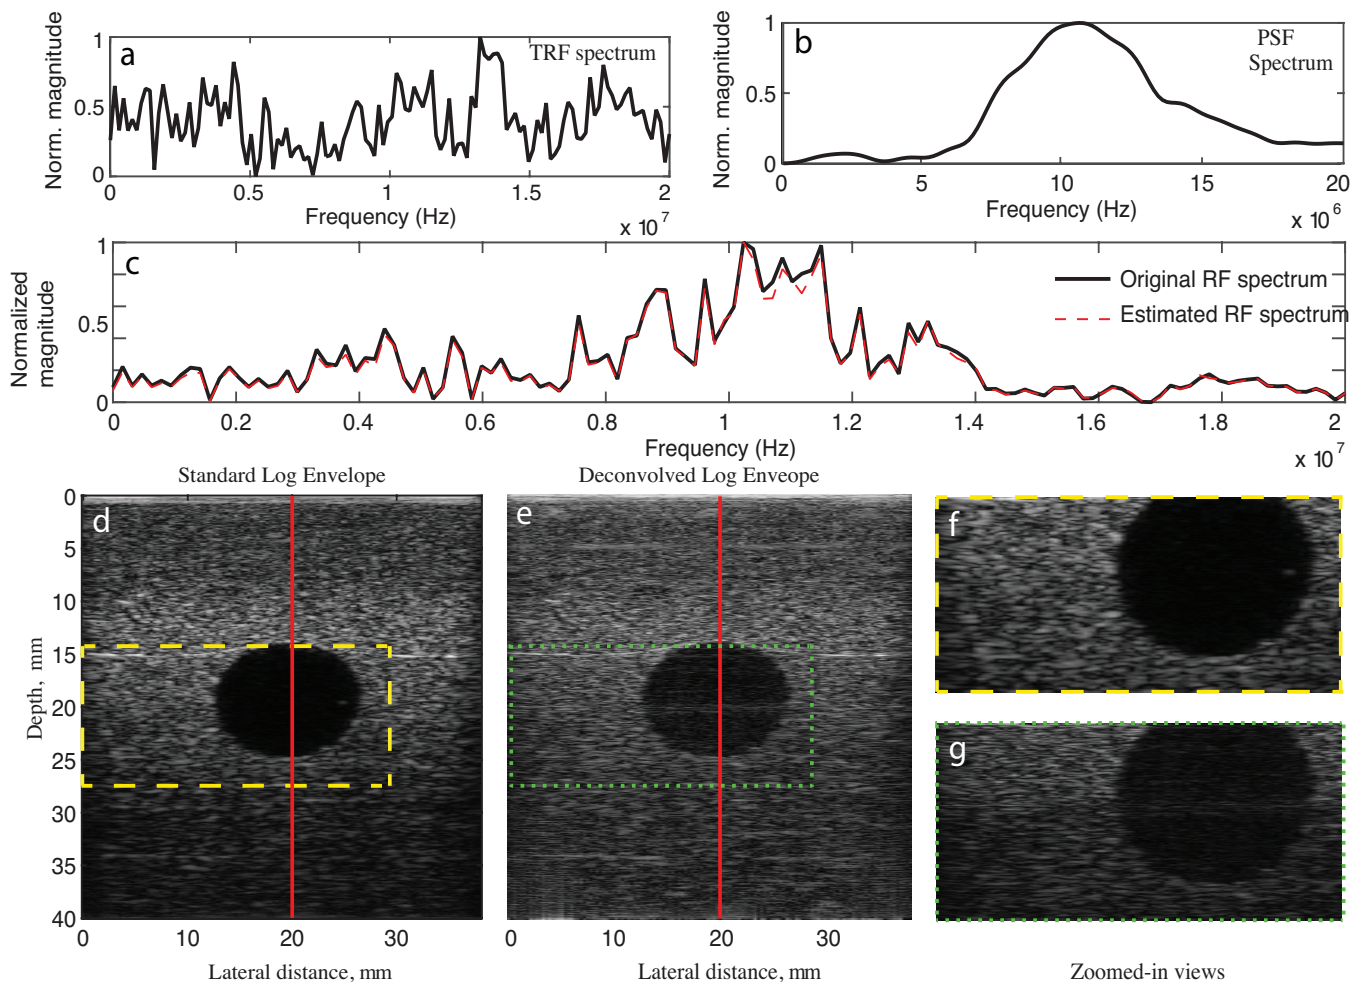 a
TRF spectrum
Norm. magnitude
1
0.5
0
0 0.5 1 1.5 2
Frequency (Hz)
x 10^7
b
PSF
Spectrum
Norm. magnitude
1
0.5
0
0 5 10 15 20
Frequency (Hz)
x 10^6
c
Normalized
magnitude
1
0.5
0
Original RF spectrum
Estimated RF spectrum
0 0.2 0.4 0.6 0.8 1 1.2 1.4 1.6 1.8 2
Frequency (Hz)
x 10^7
Standard Log Envelope
d
Depth, mm
0
5
10
15
20
25
30
35
40
0 10 20 30
Lateral distance, mm
Deconvolved Log Enveope
e
0 10 20 30
Lateral distance, mm
f
g
Zoomed-in views